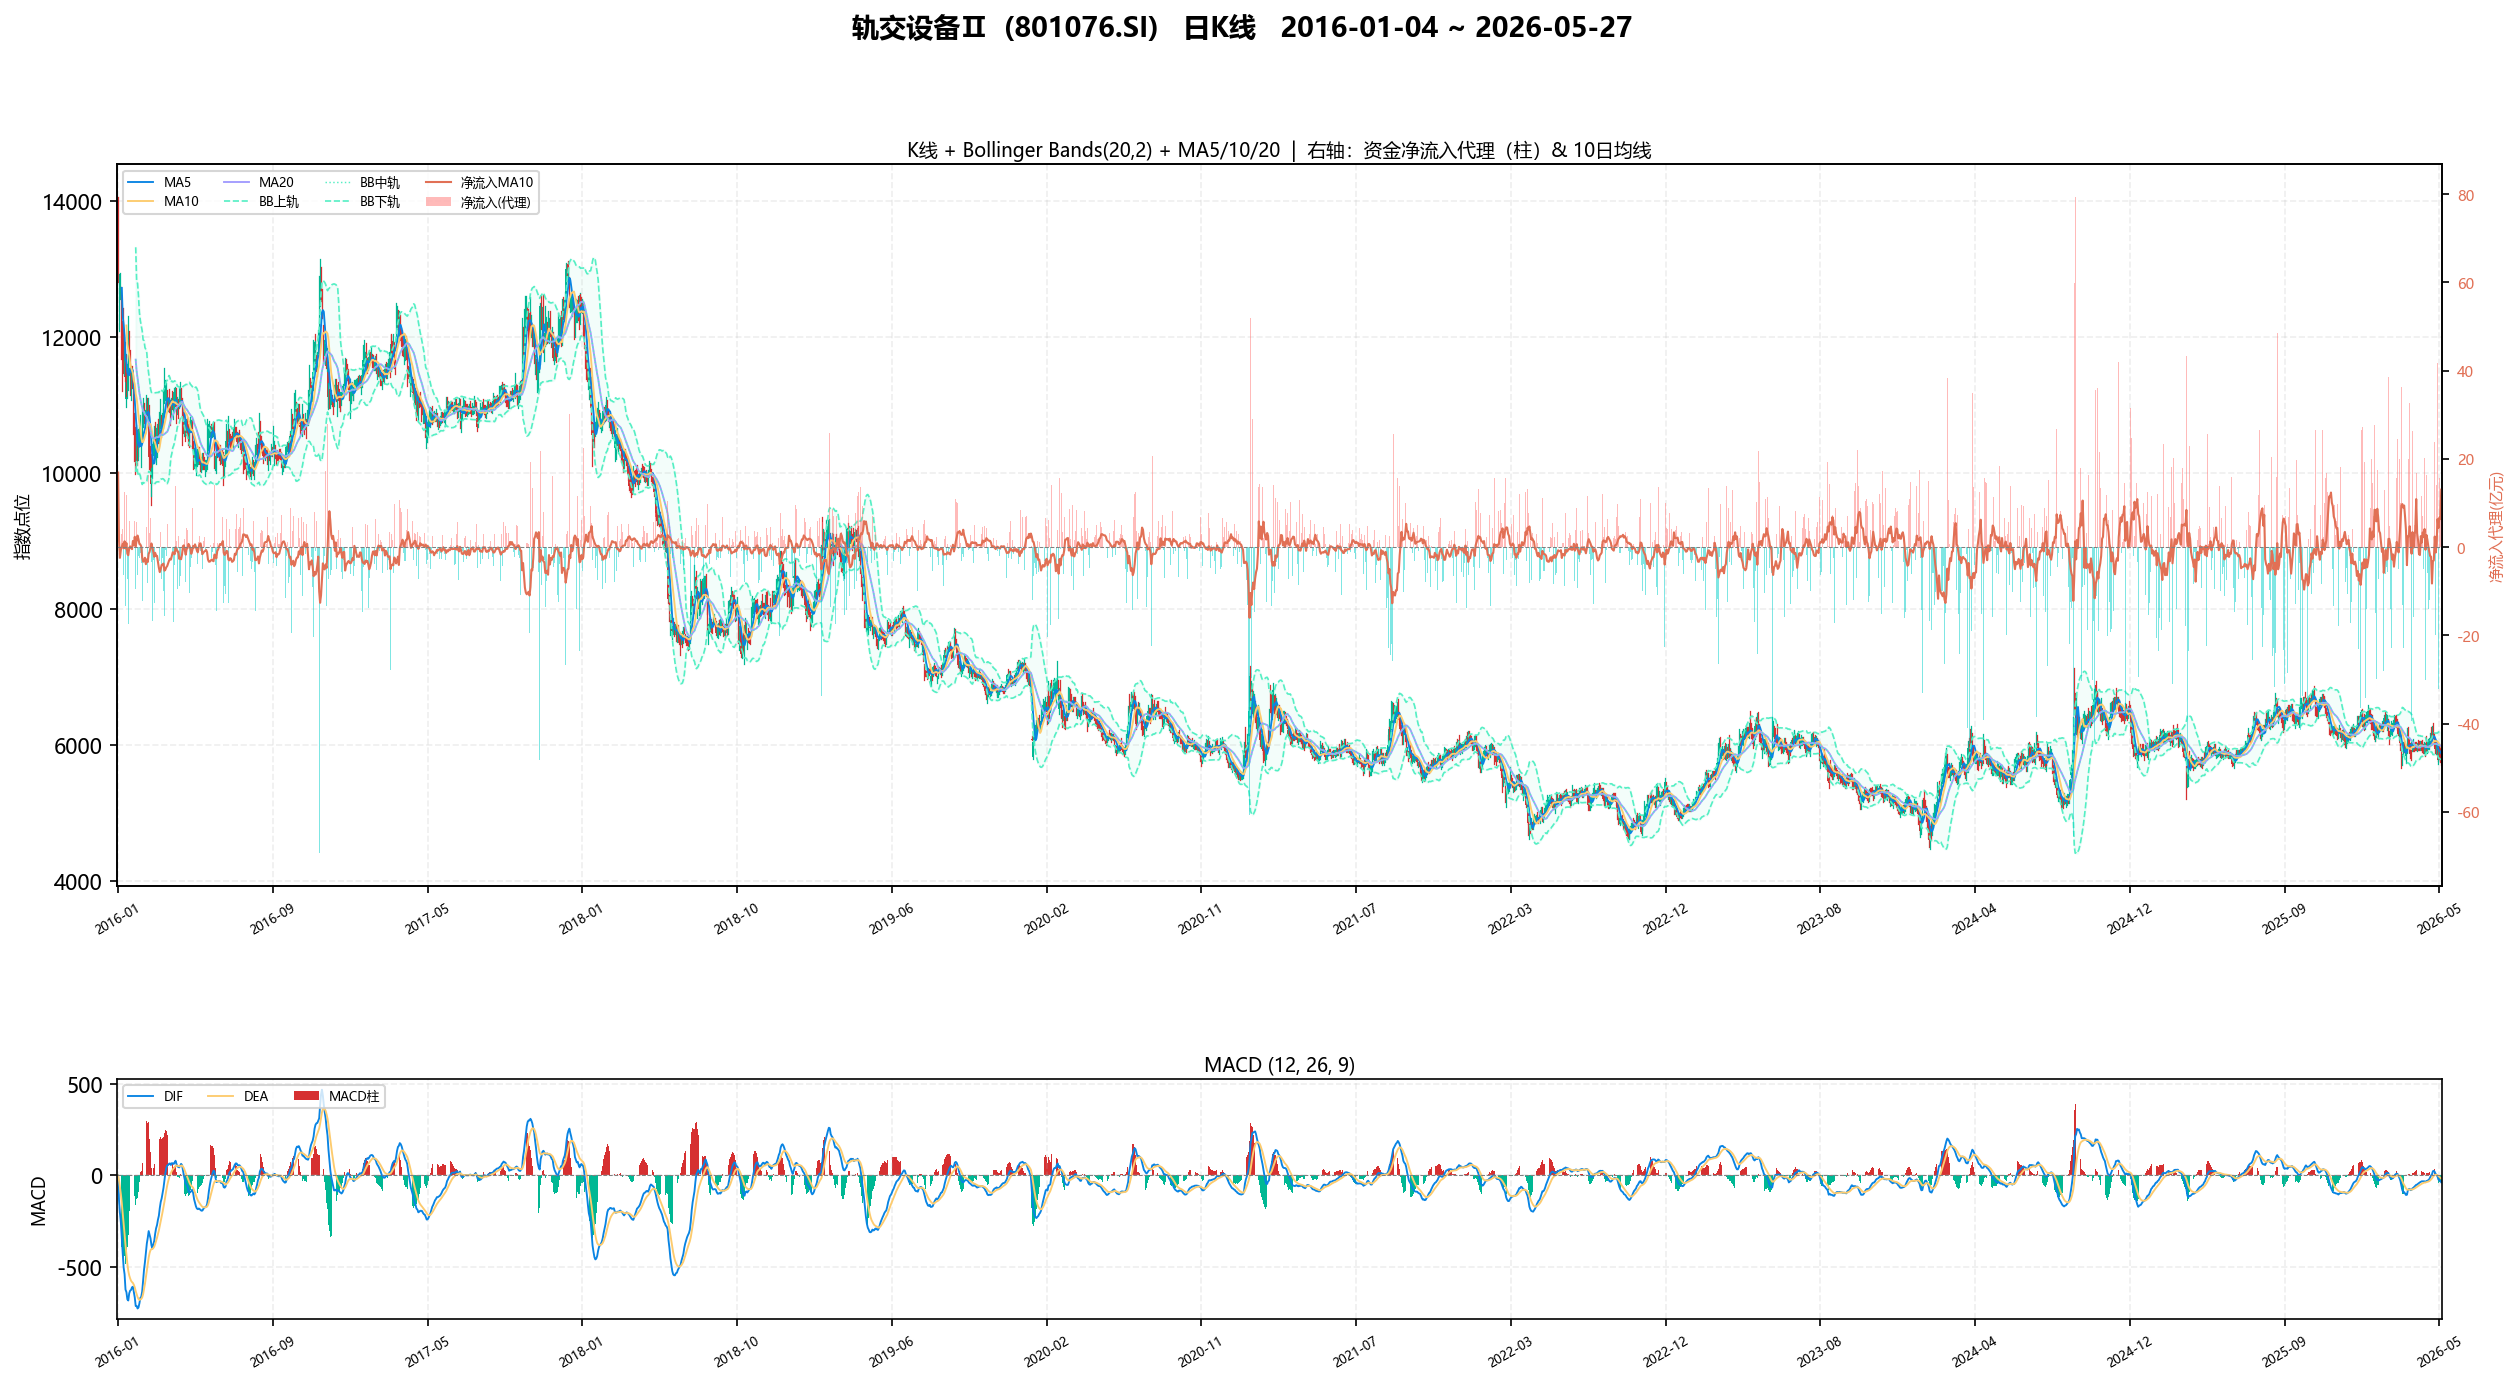 轨交设备Ⅱ (801076.SI) 日K线 2016-01-04 ~ 2026-05-27
K线 + Bollinger Bands(20,2) + MA5/10/20 | 右轴：资金净流入代理（柱）& 10日均线
MA5 MA20 BB中轨 净流入MA10
MA10 BB上轨 BB下轨 净流入(代理)
指数点位
14000
12000
10000
8000
6000
4000
80
60
40
20
0
-20
-40
-60
净流入代理(亿元)
2016-01 2016-09 2017-05 2018-01 2018-10 2019-06 2020-02 2020-11 2021-07 2022-03 2022-12 2023-08 2024-04 2024-12 2025-09 2026-05
MACD (12, 26, 9)
DIF DEA MACD柱
MACD
500
0
-500
2016-01 2016-09 2017-05 2018-01 2018-10 2019-06 2020-02 2020-11 2021-07 2022-03 2022-12 2023-08 2024-04 2024-12 2025-09 2026-05